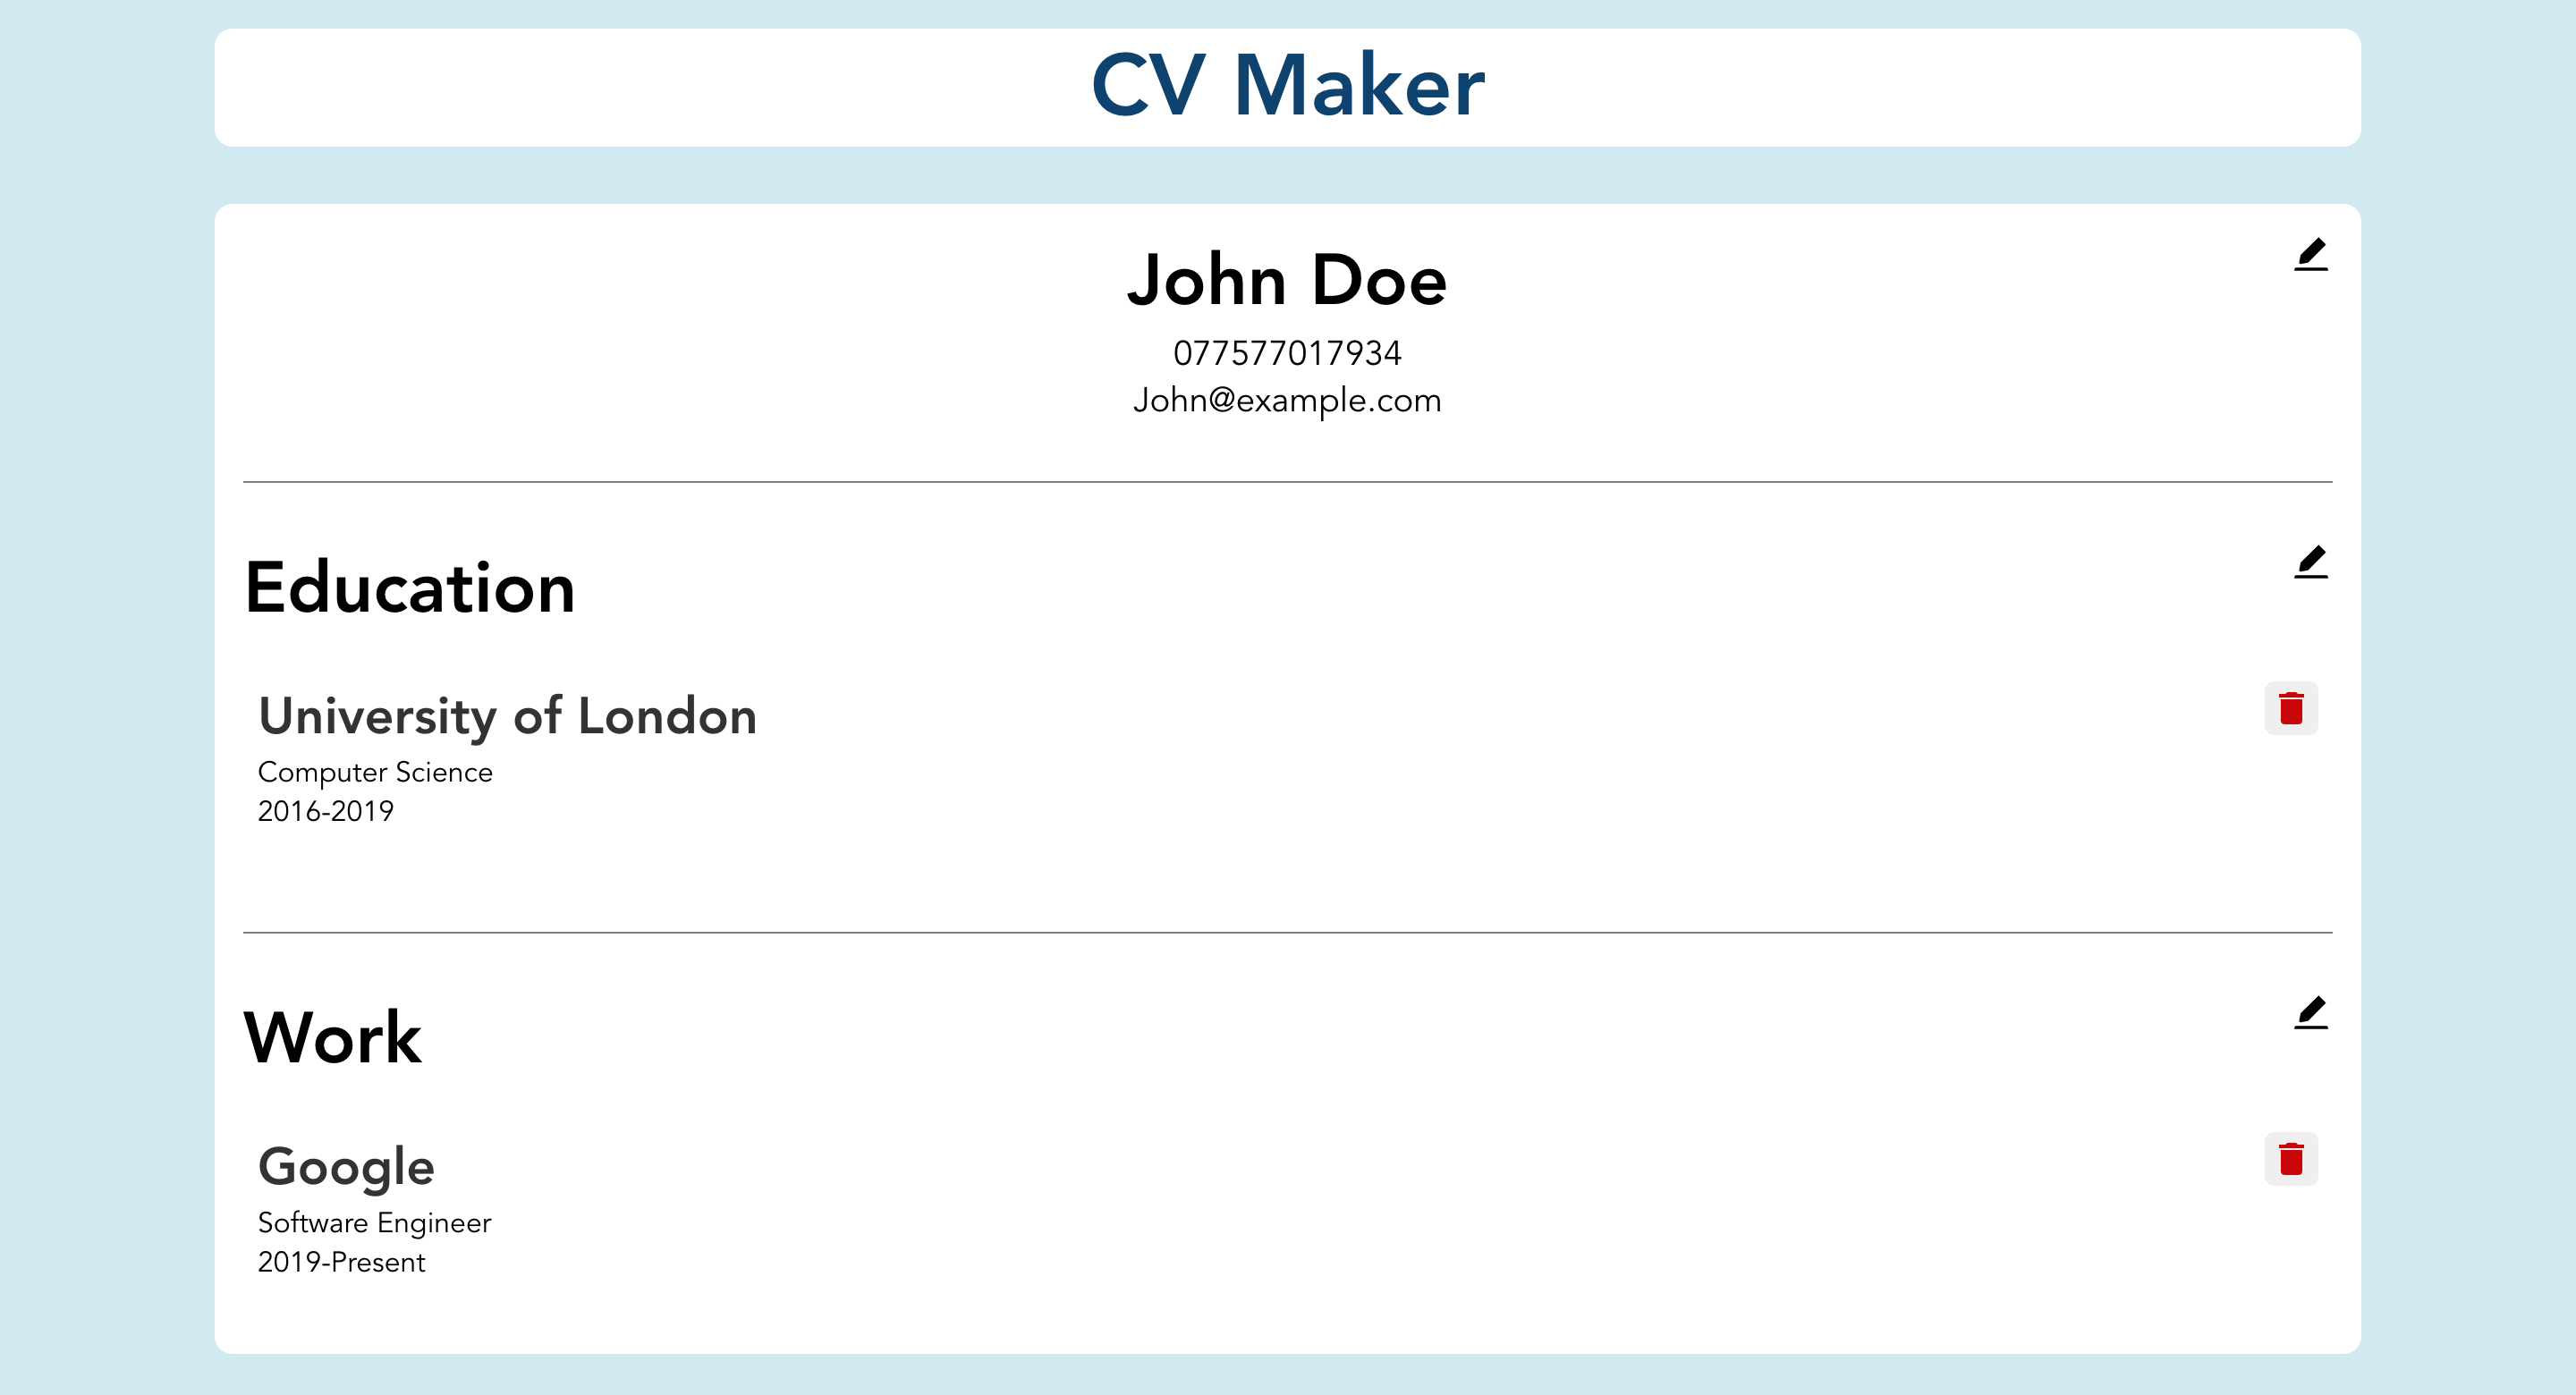 CV Maker
John Doe
077577017934
John@example.com
Education
University of London
Computer Science
2016-2019
Work
Google
Software Engineer
2019-Present